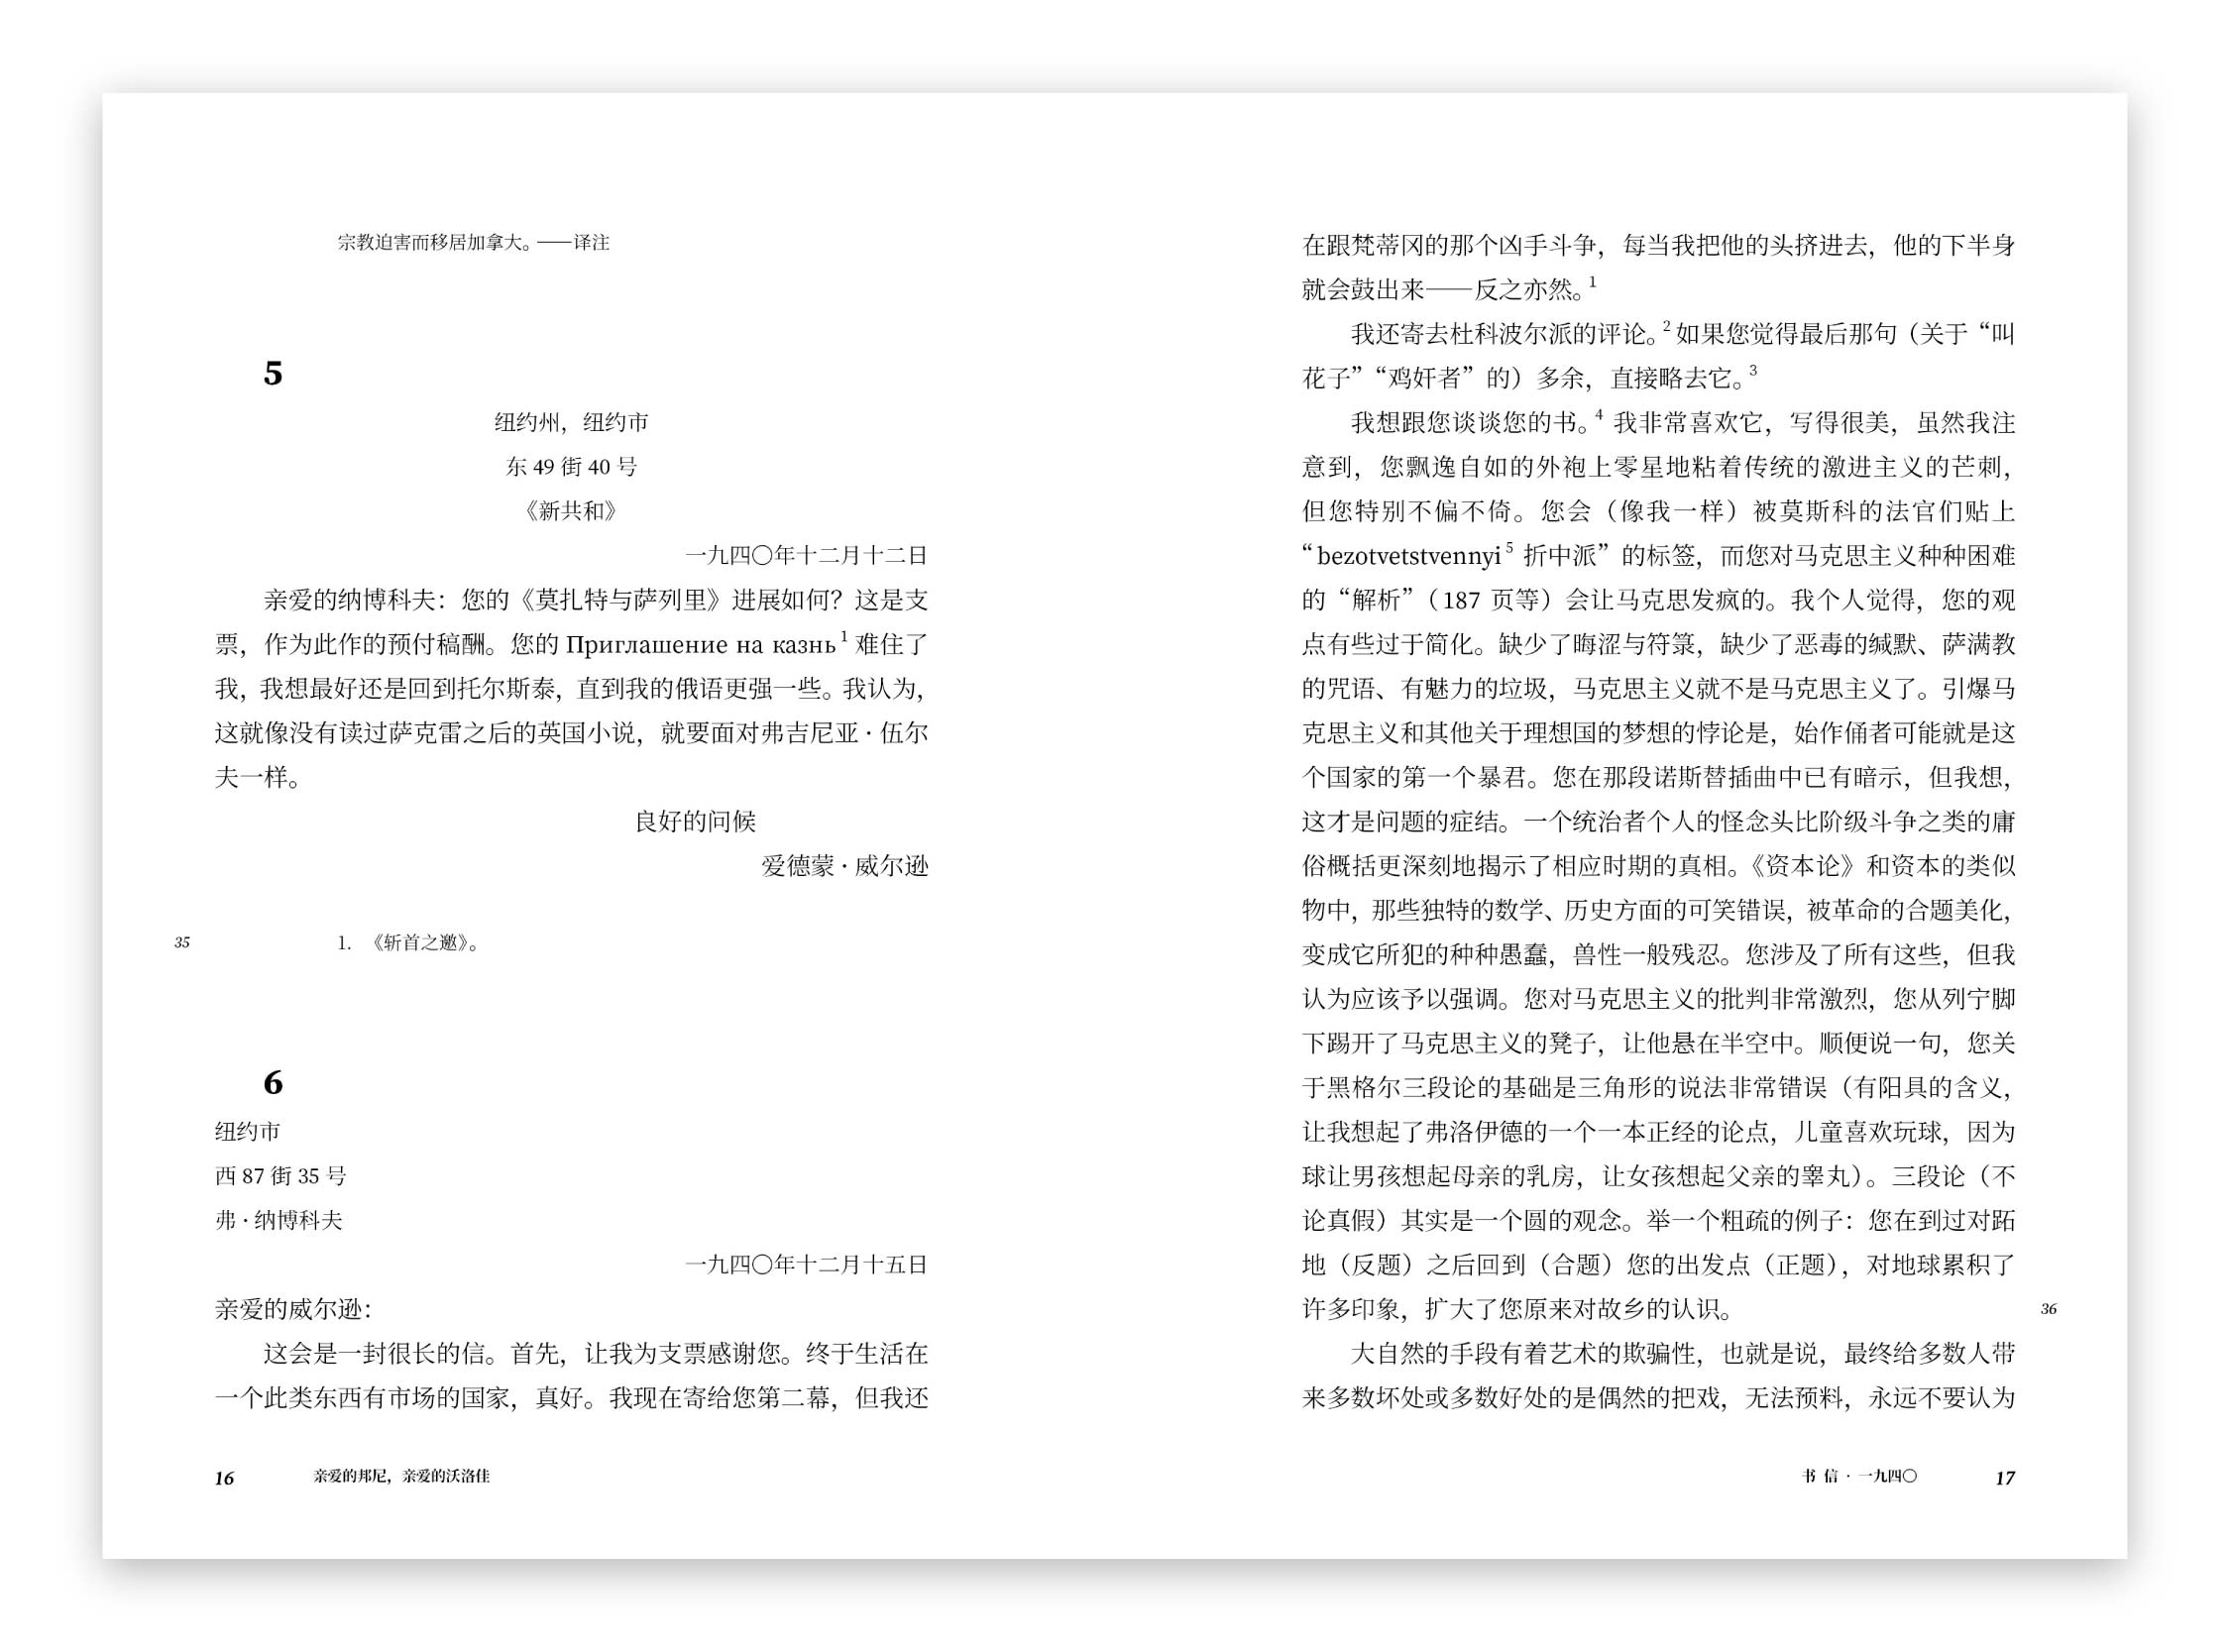 宗教迫害而移居加拿大。——译注
5
纽约州，纽约市
东 49 街 40 号
《新共和》
一九四〇年十二月十二日
亲爱的纳博科夫：您的《莫扎特与萨列里》进展如何？这是支
票，作为此作的预付稿酬。您的 Приглашение на казнь1 难住了
我，我想最好还是回到托尔斯泰，直到我的俄语更强一些。我认为，
这就像没有读过萨克雷之后的英国小说，就要面对弗吉尼亚 · 伍尔
夫一样。
良好的问候
爱德蒙 · 威尔逊
35
1. 《斩首之邀》。
6
纽约市
西 87 街 35 号
弗 · 纳博科夫
一九四〇年十二月十五日
亲爱的威尔逊：
这会是一封很长的信。首先，让我为支票感谢您。终于生活在
一个此类东西有市场的国家，真好。我现在寄给您第二幕，但我还
16 亲爱的邦尼，亲爱的沃洛佳
在跟梵蒂冈的那个凶手斗争，每当我把他的头挤进去，他的下半身
就会鼓出来——反之亦然。1
我还寄去杜科波尔派的评论。2 如果您觉得最后那句（关于“叫
花子”“鸡奸者”的）多余，直接略去它。3
我想跟您谈谈您的书。4 我非常喜欢它，写得很美，虽然我注
意到，您飘逸自如的外袍上零星地粘着传统的激进主义的芒刺，
但您特别不偏不倚。您会（像我一样）被莫斯科的法官们贴上
“bezotvetstvennyi5 折中派”的标签，而您对马克思主义种种困难
的“解析”（187 页等）会让马克思发疯的。我个人觉得，您的观
点有些过于简化。缺少了晦涩与符箓，缺少了恶毒的缄默、萨满教
的咒语、有魅力的垃圾，马克思主义就不是马克思主义了。引爆马
克思主义和其他关于理想国的梦想的悖论是，始作俑者可能就是这
个国家的第一个暴君。您在那段诺斯替插曲中已有暗示，但我想，
这才是问题的症结。一个统治者个人的怪念头比阶级斗争之类的庸
俗概括更深刻地揭示了相应时期的真相。《资本论》和资本的类似
物中，那些独特的数学、历史方面的可笑错误，被革命的合题美化，
变成它所犯的种种愚蠢，兽性一般残忍。您涉及了所有这些，但我
认为应该予以强调。您对马克思主义的批判非常激烈，您从列宁脚
下踢开了马克思主义的凳子，让他悬在半空中。顺便说一句，您关
于黑格尔三段论的基础是三角形的说法非常错误（有阳具的含义，
让我想起了弗洛伊德的一个一本正经的论点，儿童喜欢玩球，因为
球让男孩想起母亲的乳房，让女孩想起父亲的睾丸）。三段论（不
论真假）其实是一个圆的观念。举一个粗疏的例子：您在到过对跖
地（反题）之后回到（合题）您的出发点（正题），对地球累积了
许多印象，扩大了您原来对故乡的认识。
36
大自然的手段有着艺术的欺骗性，也就是说，最终给多数人带
来多数坏处或多数好处的是偶然的把戏，无法预料，永远不要认为
书 信 · 一九四〇 17